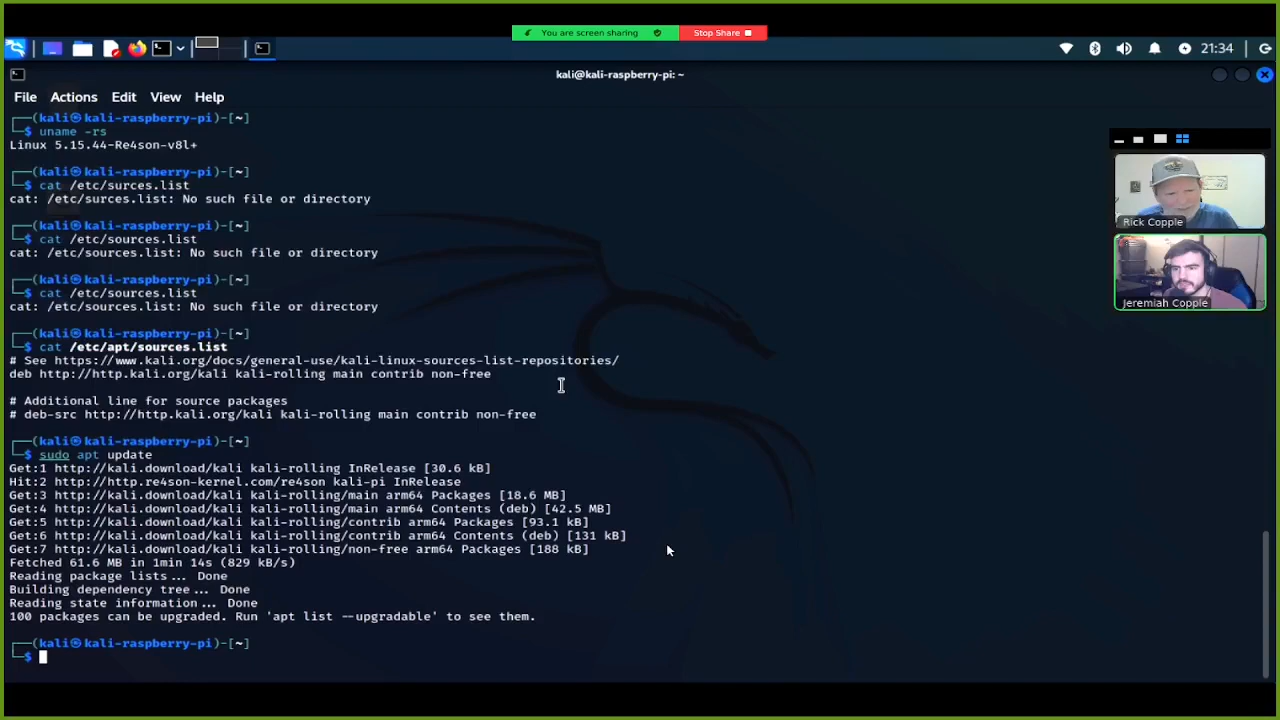 You are screen sharing
Stop Share
21:34
kali@kali-raspberry-pi: ~
File Actions Edit View Help
┌──(kali㉿kali-raspberry-pi)-[~]
└─$ uname -rs
Linux 5.15.44-Re4son-v8l+
┌──(kali㉿kali-raspberry-pi)-[~]
└─$ cat /etc/surces.list
cat: /etc/surces.list: No such file or directory
┌──(kali㉿kali-raspberry-pi)-[~]
└─$ cat /etc/sources.list
cat: /etc/sources.list: No such file or directory
┌──(kali㉿kali-raspberry-pi)-[~]
└─$ cat /etc/sources.list
cat: /etc/sources.list: No such file or directory
┌──(kali㉿kali-raspberry-pi)-[~]
└─$ cat /etc/apt/sources.list
# See https://www.kali.org/docs/general-use/kali-linux-sources-list-repositories/
deb http://http.kali.org/kali kali-rolling main contrib non-free
# Additional line for source packages
# deb-src http://http.kali.org/kali kali-rolling main contrib non-free
┌──(kali㉿kali-raspberry-pi)-[~]
└─$ sudo apt update
Get:1 http://kali.download/kali kali-rolling InRelease [30.6 kB]
Hit:2 http://http.re4son-kernel.com/re4son kali-pi InRelease
Get:3 http://kali.download/kali kali-rolling/main arm64 Packages [18.6 MB]
Get:4 http://kali.download/kali kali-rolling/main arm64 Contents (deb) [42.5 MB]
Get:5 http://kali.download/kali kali-rolling/contrib arm64 Packages [93.1 kB]
Get:6 http://kali.download/kali kali-rolling/contrib arm64 Contents (deb) [131 kB]
Get:7 http://kali.download/kali kali-rolling/non-free arm64 Packages [188 kB]
Fetched 61.6 MB in 1min 14s (829 kB/s)
Reading package lists... Done
Building dependency tree... Done
Reading state information... Done
100 packages can be upgraded. Run 'apt list --upgradable' to see them.
┌──(kali㉿kali-raspberry-pi)-[~]
└─$
Rick Copple
Jeremiah Copple